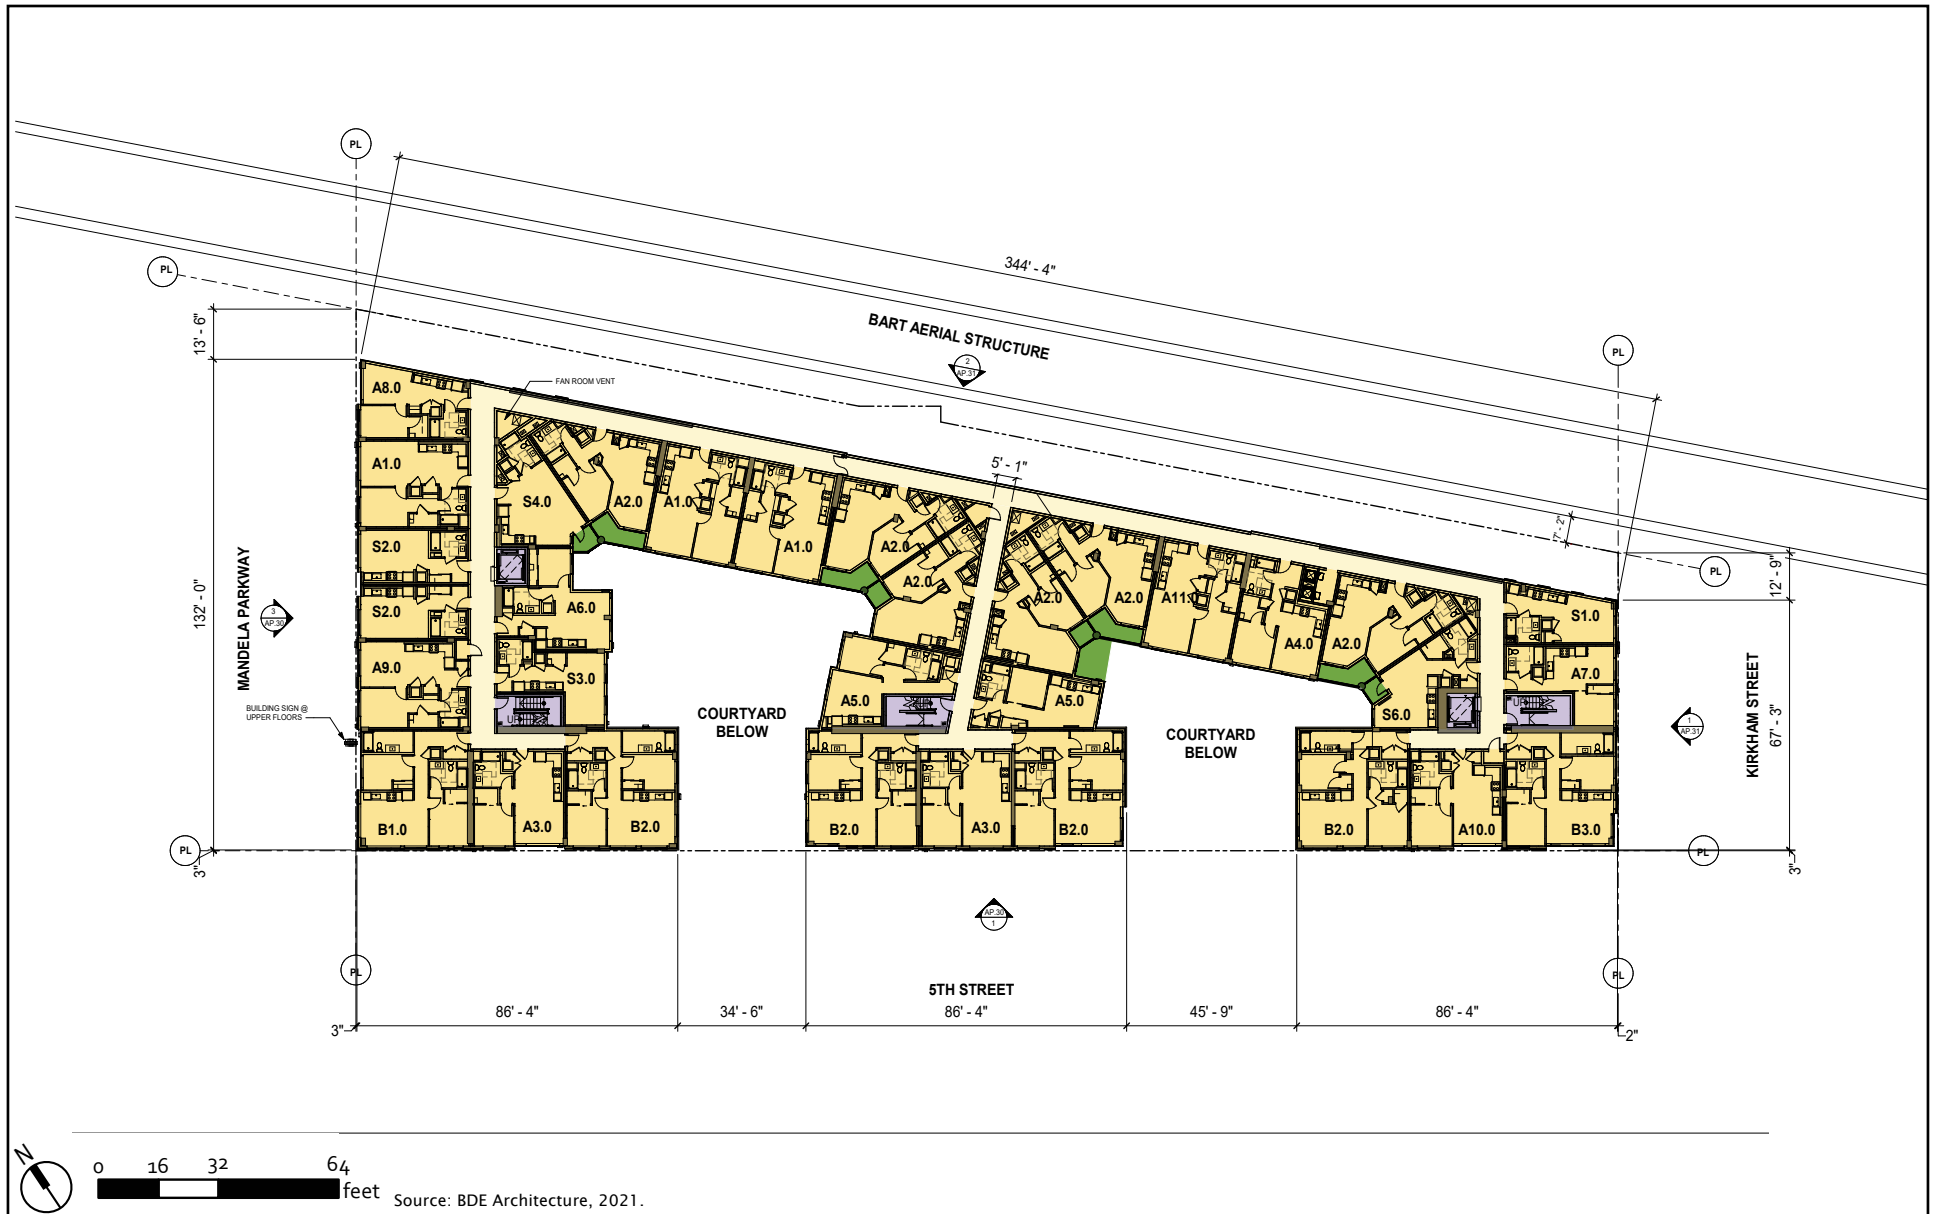 PL
344' - 4"
PL
13' - 6"
BART AERIAL STRUCTURE
PL
2
AP.31
FAN ROOM VENT
A8.0
A1.0
S4.0
A2.0
A1.0
A1.0
A2.0
5' - 1"
7' - 2"
12' - 9"
PL
S2.0
S2.0
A6.0
A2.0
A2.0
A2.0
A11.0
A4.0
A2.0
S1.0
MANDELA PARKWAY
132' - 0"
3
AP.30
A9.0
S3.0
A5.0
A5.0
S6.0
A7.0
UP
UP
KIRKHAM STREET
67' - 3"
1
AP.31
BUILDING SIGN @
UPPER FLOORS
COURTYARD
BELOW
COURTYARD
BELOW
B1.0
A3.0
B2.0
B2.0
A3.0
B2.0
B2.0
A10.0
B3.0
PL
3"
PL
3"
AP.30
1
PL
PL
5TH STREET
86' - 4"
34' - 6"
86' - 4"
45' - 9"
86' - 4"
3"
2"
N
0 16 32 64
feet
Source: BDE Architecture, 2021.